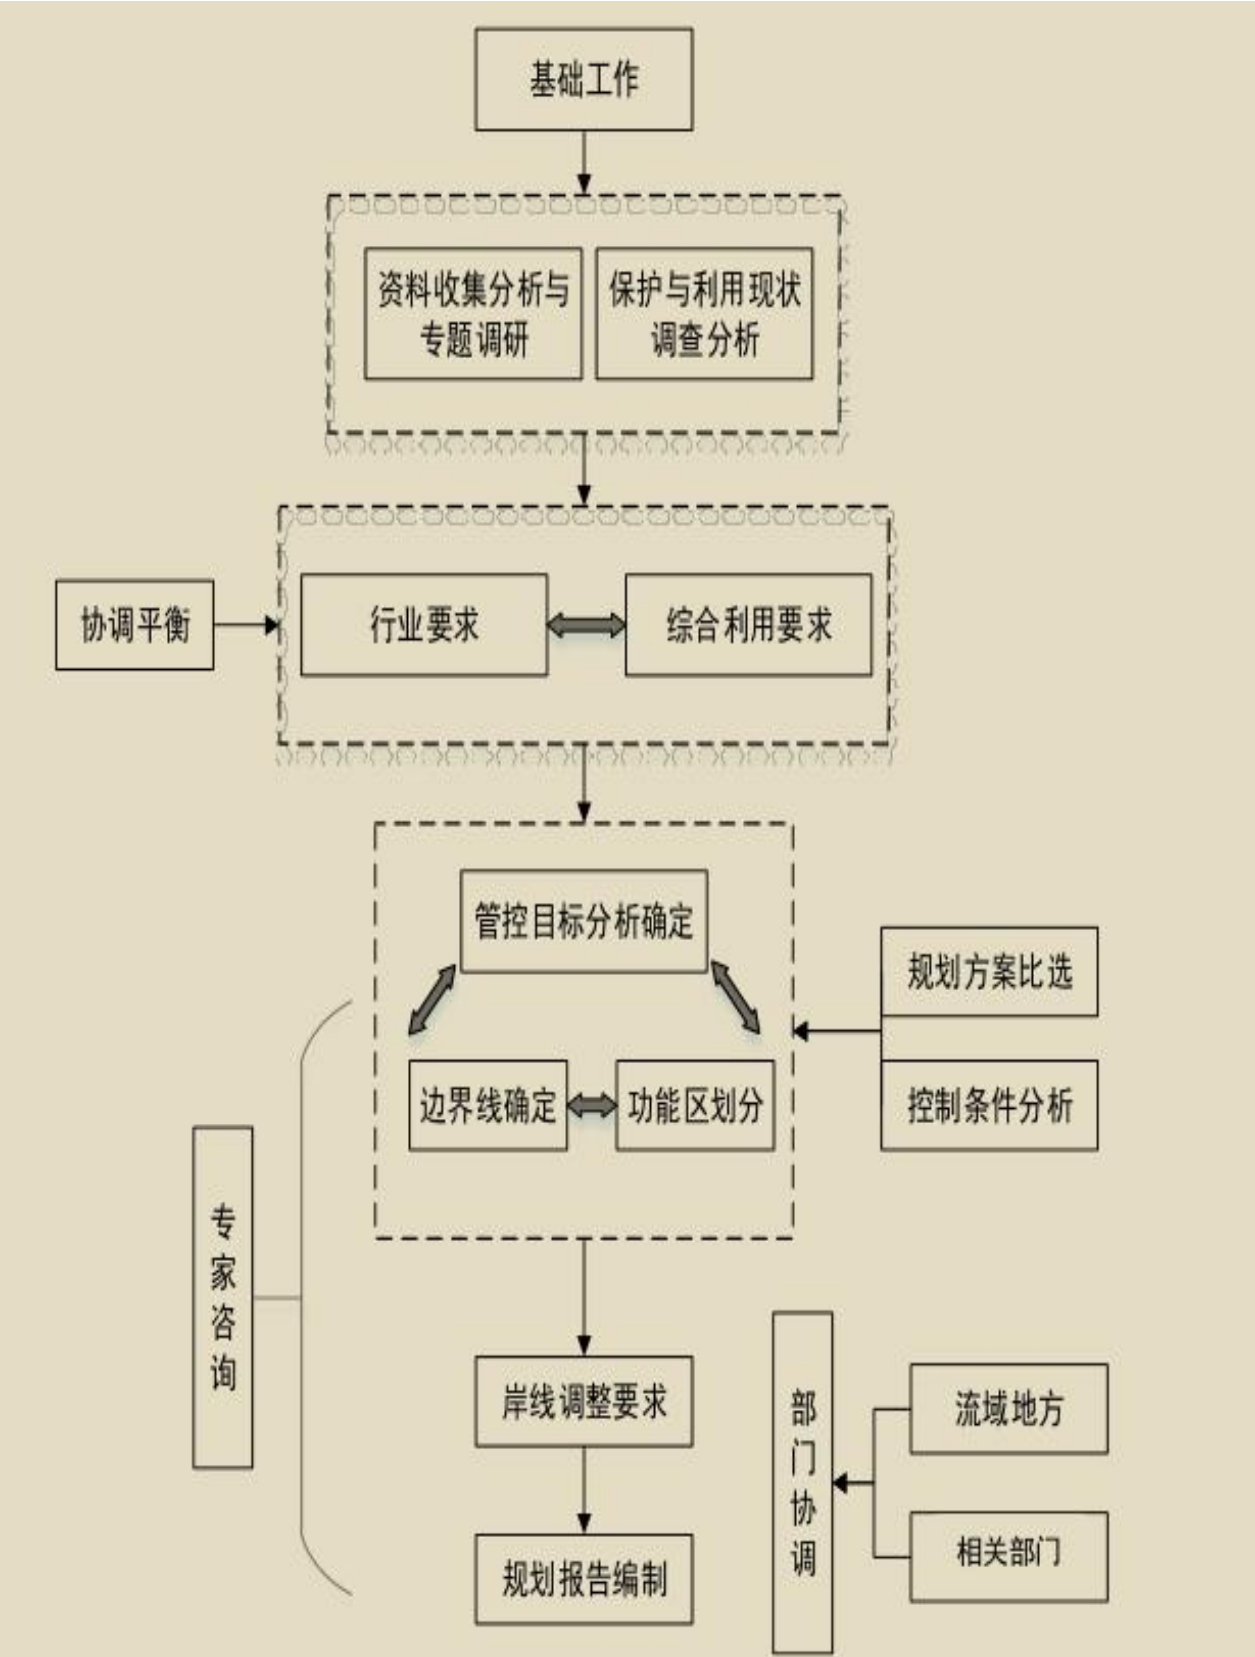 基础工作
资料收集分析与
专题调研
保护与利用现状
调查分析
协调平衡
行业要求
综合利用要求
管控目标分析确定
规划方案比选
边界线确定
功能区划分
控制条件分析
专
家
咨
询
岸线调整要求
部
门
协
调
流域地方
相关部门
规划报告编制